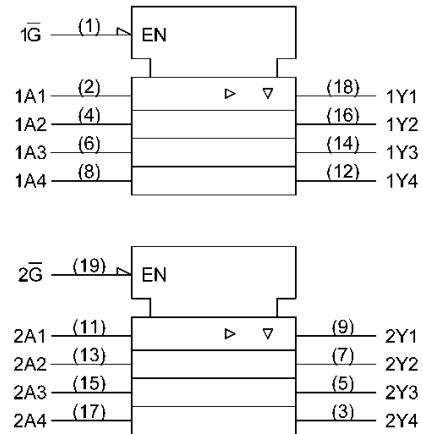 1G̅ (1) EN
1A1 (2) (18) 1Y1
1A2 (4) (16) 1Y2
1A3 (6) (14) 1Y3
1A4 (8) (12) 1Y4
2G̅ (19) EN
2A1 (11) (9) 2Y1
2A2 (13) (7) 2Y2
2A3 (15) (5) 2Y3
2A4 (17) (3) 2Y4